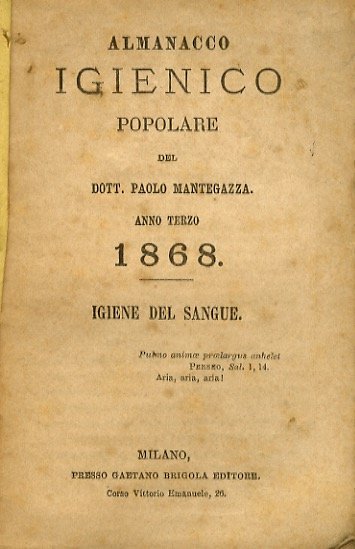 ALMANACCO
IGIENICO
POPOLARE
DEL
DOTT. PAOLO MANTEGAZZA.
ANNO TERZO
1868.
IGIENE DEL SANGUE.
Pulmo animæ prælargus anhelet
PERSEO, Sat. 1, 14.
Aria, aria, aria!
MILANO,
PRESSO GAETANO BRIGOLA EDITORE.
Corso Vittorio Emanuele, 26.